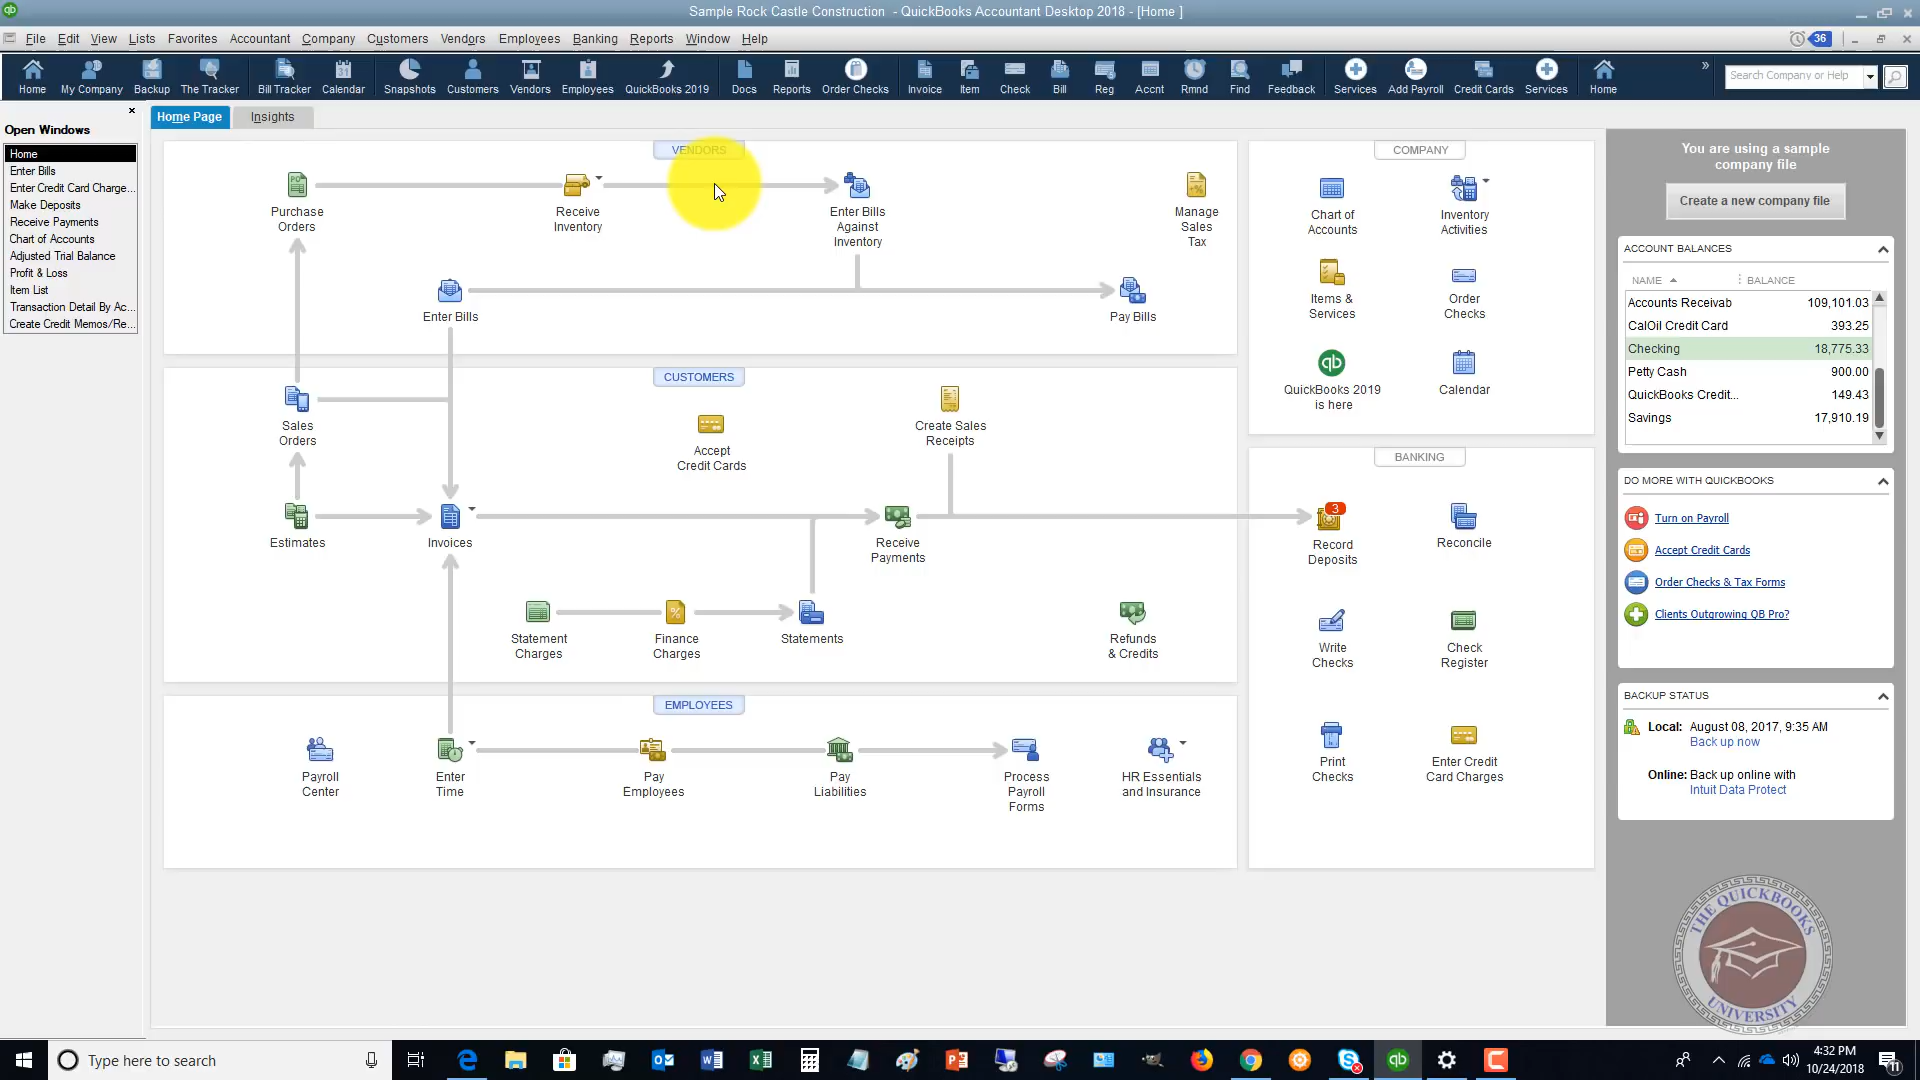 Sample Rock Castle Construction - QuickBooks Accountant Desktop 2018 - [Home ]
File Edit View Lists Favorites Accountant Company Customers Vendors Employees Banking Reports Window Help
36
Home My Company Backup The Tracker Bill Tracker Calendar Snapshots Customers Vendors Employees QuickBooks 2019 Docs Reports Order Checks Invoice Item Check Bill Reg Accnt Rmnd Find Feedback Services Add Payroll Credit Cards Services Home
Search Company or Help
Open Windows
Home
Enter Bills
Enter Credit Card Charge...
Make Deposits
Receive Payments
Chart of Accounts
Adjusted Trial Balance
Profit & Loss
Item List
Transaction Detail By Ac...
Create Credit Memos/Re...
Home Page Insights
VENDORS
Purchase
Orders
Receive
Inventory
Enter Bills
Against
Inventory
Manage
Sales
Tax
Enter Bills
Pay Bills
CUSTOMERS
Sales
Orders
Accept
Credit Cards
Create Sales
Receipts
Estimates
Invoices
Receive
Payments
Statement
Charges
Finance
Charges
Statements
Refunds
& Credits
EMPLOYEES
Payroll
Center
Enter
Time
Pay
Employees
Pay
Liabilities
Process
Payroll
Forms
HR Essentials
and Insurance
COMPANY
Chart of
Accounts
Inventory
Activities
Items &
Services
Order
Checks
qb
QuickBooks 2019
is here
Calendar
BANKING
3
Record
Deposits
Reconcile
Write
Checks
Check
Register
Print
Checks
Enter Credit
Card Charges
You are using a sample
company file
Create a new company file
ACCOUNT BALANCES
NAME BALANCE
Accounts Receivab 109,101.03
CalOil Credit Card 393.25
Checking 18,775.33
Petty Cash 900.00
QuickBooks Credit... 149.43
Savings 17,910.19
DO MORE WITH QUICKBOOKS
Turn on Payroll
Accept Credit Cards
Order Checks & Tax Forms
Clients Outgrowing QB Pro?
BACKUP STATUS
Local: August 08, 2017, 9:35 AM
Back up now
Online: Back up online with
Intuit Data Protect
THE QUICKBOOKS
UNIVERSITY
Type here to search
4:32 PM
10/24/2018
11